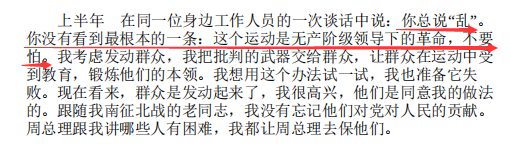 上半年　在同一位身边工作人员的一次谈话中说：你总说“乱”。
你没有看到最根本的一条：这个运动是无产阶级领导下的革命，不要
怕。我考虑发动群众，我把批判的武器交给群众，让群众在运动中受
到教育，锻炼他们的本领。我想用这个办法试一试，我也准备它失
败。现在看来，群众是发动起来了，我很高兴，他们是同意我的做法
的。跟随我南征北战的老同志，我没有忘记他们对党对人民的贡献。
周总理跟我讲哪些人有困难，我都让周总理去保他们。